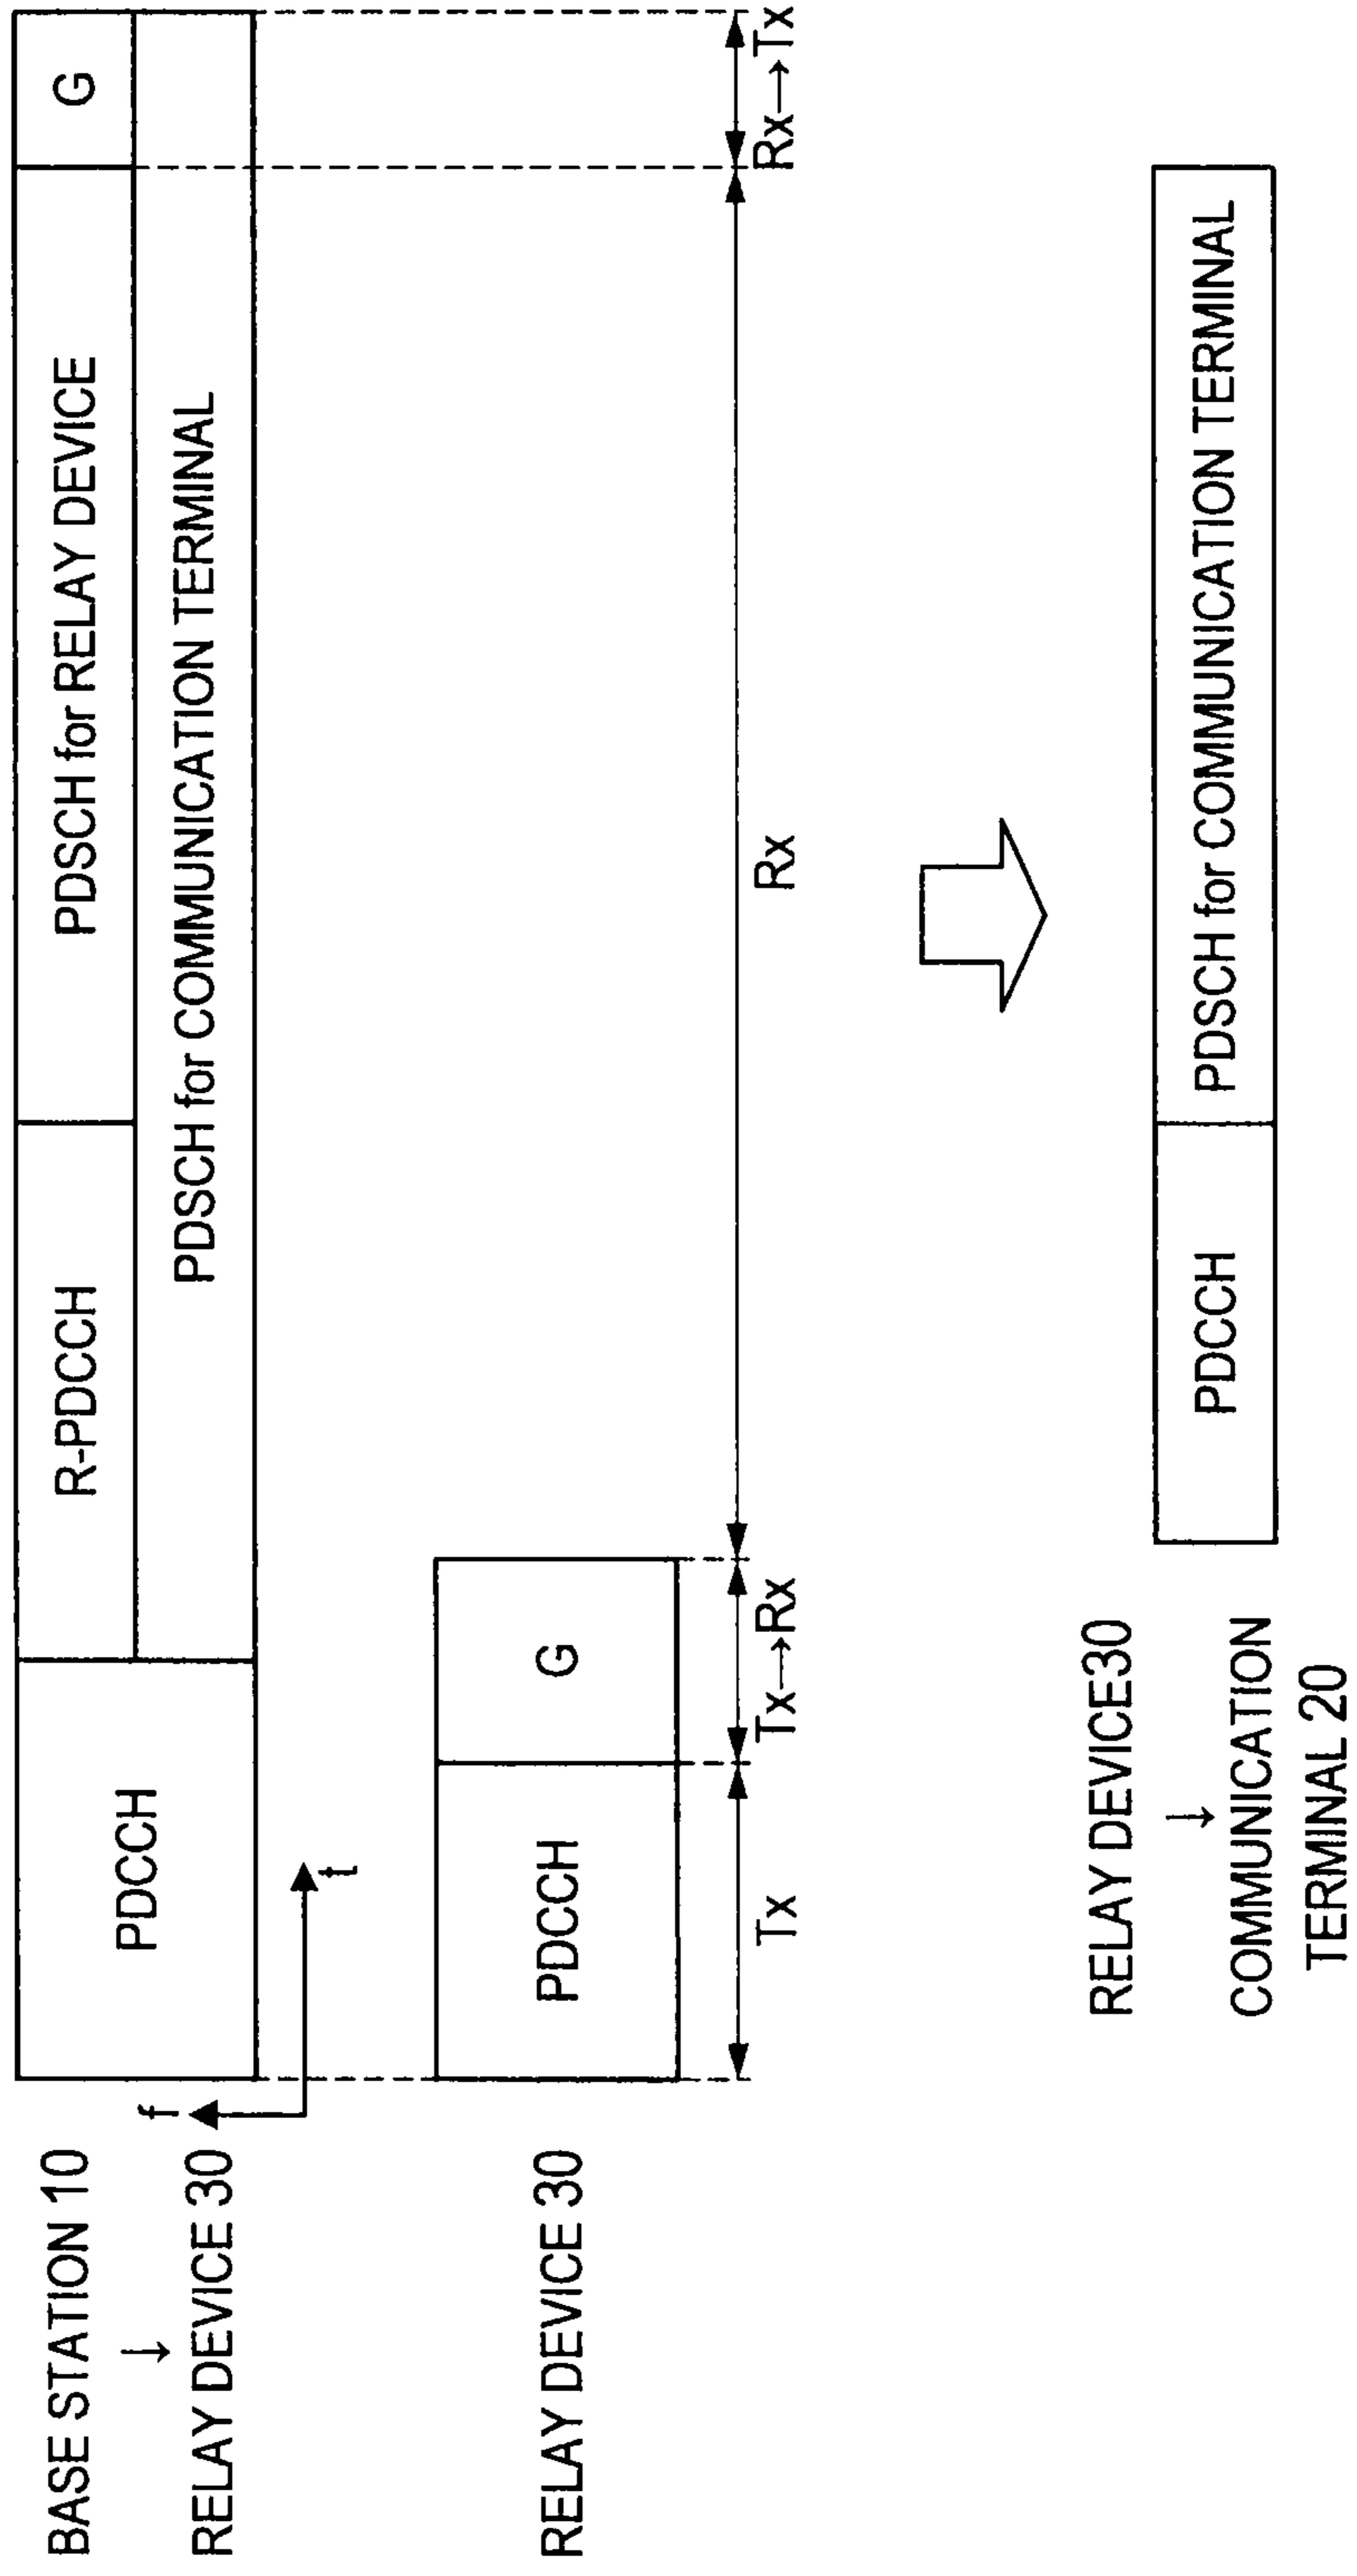 BASE STATION 10
↓
RELAY DEVICE 30
PDCCH
R-PDCCH
PDSCH for RELAY DEVICE
G
PDSCH for COMMUNICATION TERMINAL
f
t
RELAY DEVICE 30
PDCCH
G
Tx
Tx→Rx
Rx
Rx→Tx
RELAY DEVICE30
↓
COMMUNICATION
TERMINAL 20
PDCCH
PDSCH for COMMUNICATION TERMINAL